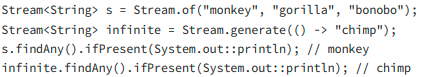 Stream<String> s = Stream.of("monkey", "gorilla", "bonobo");
Stream<String> infinite = Stream.generate(() -> "chimp");
s.findAny().ifPresent(System.out::println); // monkey
infinite.findAny().ifPresent(System.out::println); // chimp